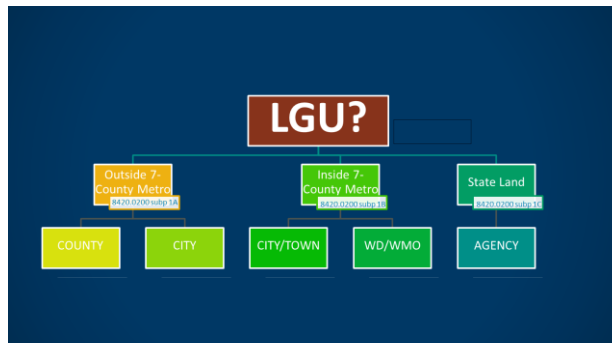 LGU?
Outside 7-
County Metro
8420.0200 subp 1A
Inside 7-
County Metro
8420.0200 subp 1B
State Land
8420.0200 subp 1C
COUNTY
CITY
CITY/TOWN
WD/WMO
AGENCY